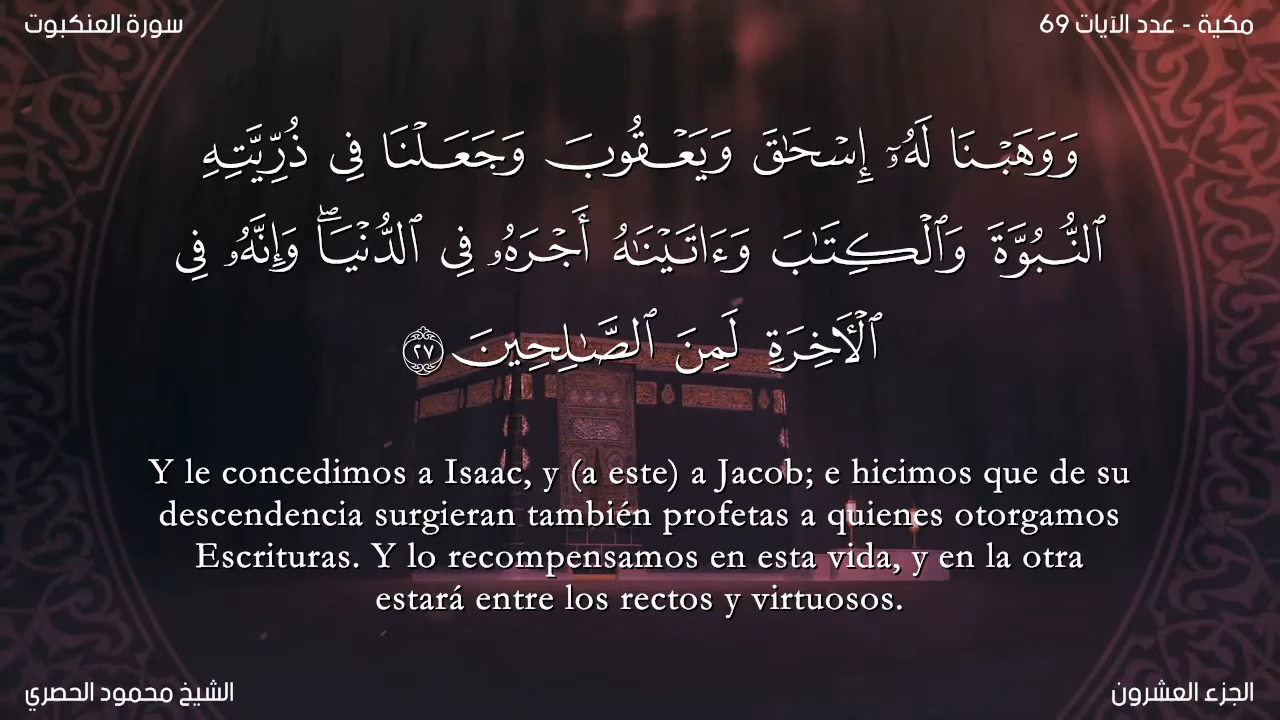 سورة العنكبوت
مكية - عدد الآيات 69
وَوَهَبْنَا لَهُۥٓ إِسْحَٰقَ وَيَعْقُوبَ وَجَعَلْنَا فِى ذُرِّيَّتِهِ
ٱلنُّبُوَّةَ وَٱلْكِتَٰبَ وَءَاتَيْنَٰهُ أَجْرَهُۥ فِى ٱلدُّنْيَا ۖ وَإِنَّهُۥ فِى
ٱلْءَاخِرَةِ لَمِنَ ٱلصَّٰلِحِينَ ٢٧
Y le concedimos a Isaac, y (a este) a Jacob; e hicimos que de su
descendencia surgieran también profetas a quienes otorgamos
Escrituras. Y lo recompensamos en esta vida, y en la otra
estará entre los rectos y virtuosos.
الشيخ محمود الحصري
الجزء العشرون